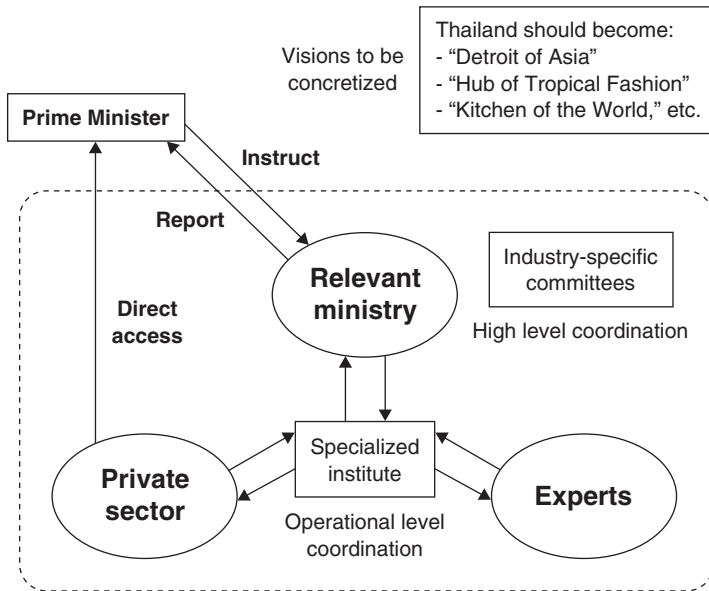 Thailand should become:
- “Detroit of Asia”
- “Hub of Tropical Fashion”
- “Kitchen of the World,” etc.
Visions to be
concretized
Prime Minister
Instruct
Report
Direct
access
Relevant
ministry
Industry-specific
committees
High level coordination
Private
sector
Specialized
institute
Experts
Operational level
coordination